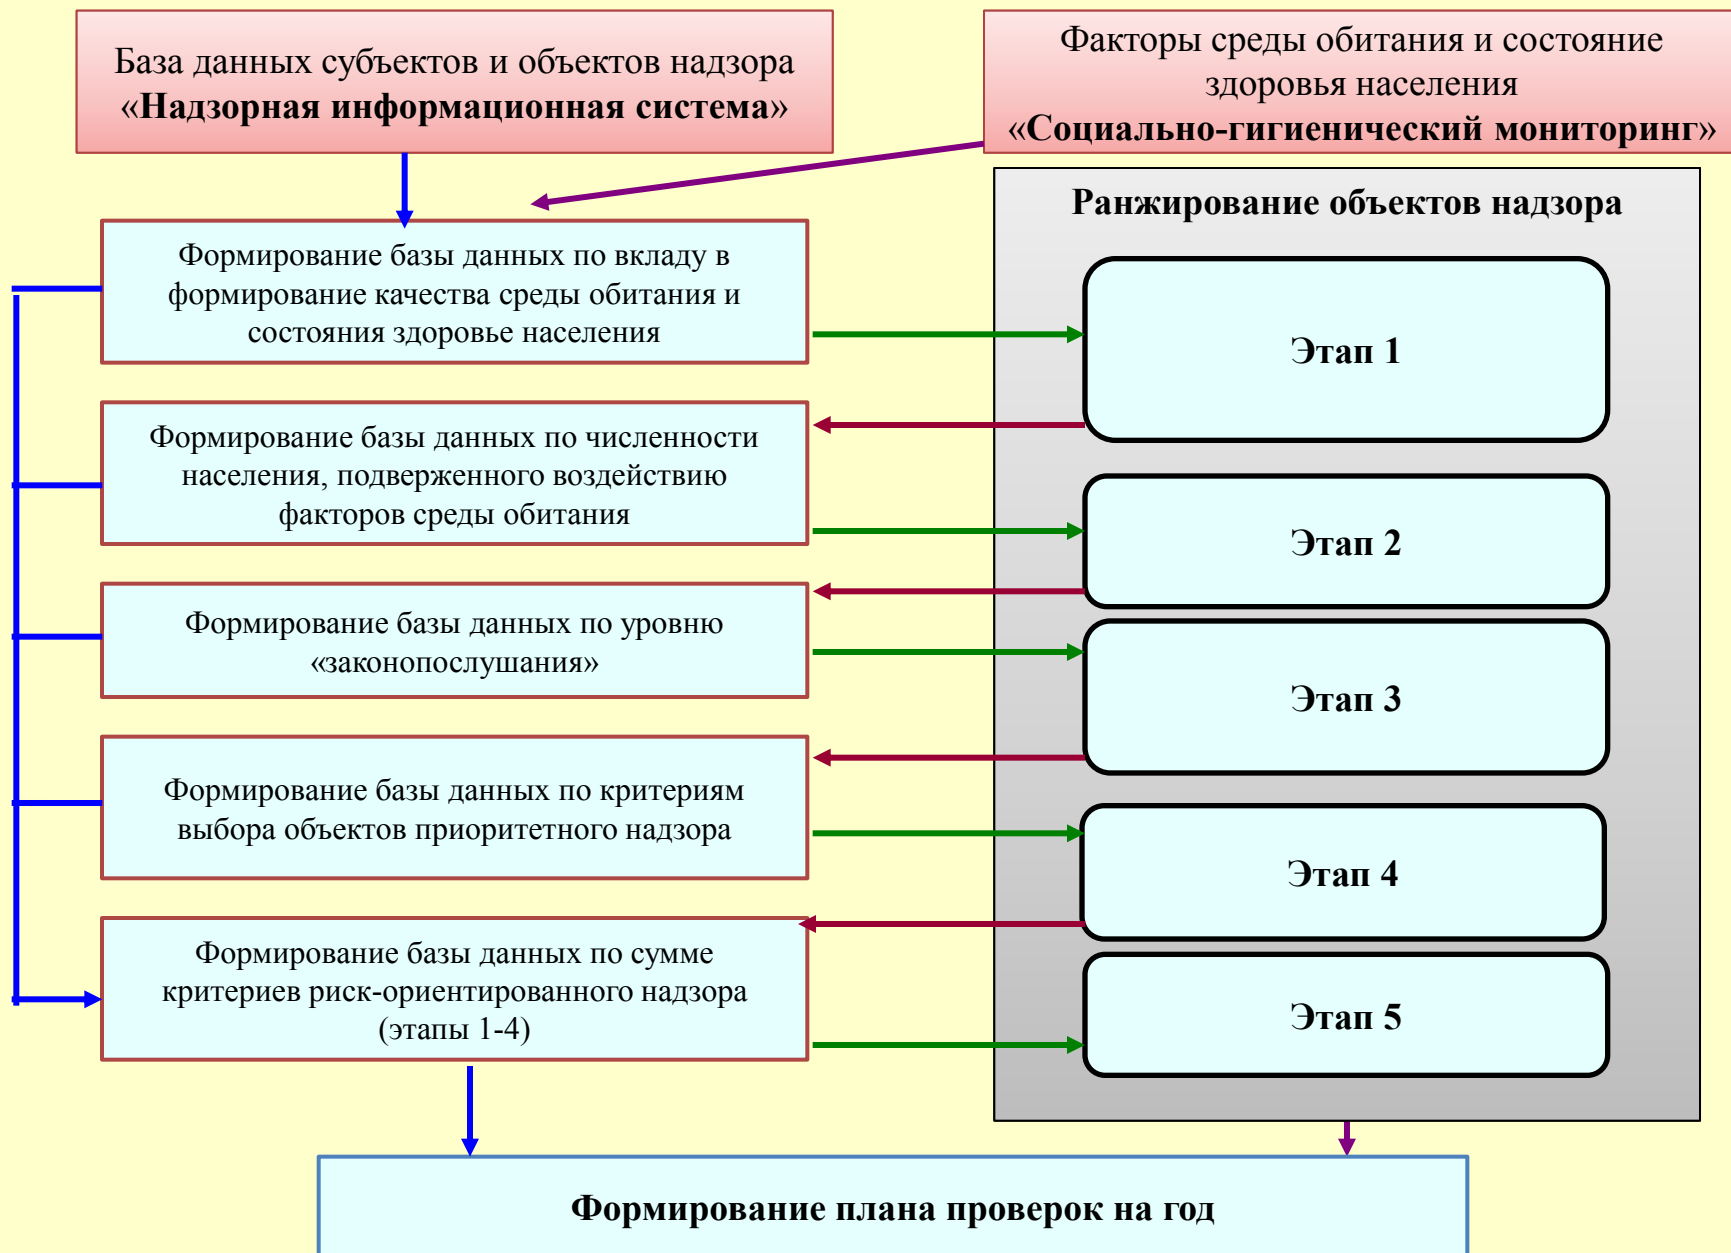 База данных субъектов и объектов надзора
«Надзорная информационная система»
Факторы среды обитания и состояние
здоровья населения
«Социально-гигиенический мониторинг»
Ранжирование объектов надзора
Формирование базы данных по вкладу в
формирование качества среды обитания и
состояния здоровье населения
Этап 1
Формирование базы данных по численности
населения, подверженного воздействию
факторов среды обитания
Этап 2
Формирование базы данных по уровню
«законопослушания»
Этап 3
Формирование базы данных по критериям
выбора объектов приоритетного надзора
Этап 4
Формирование базы данных по сумме
критериев риск-ориентированного надзора
(этапы 1-4)
Этап 5
Формирование плана проверок на год